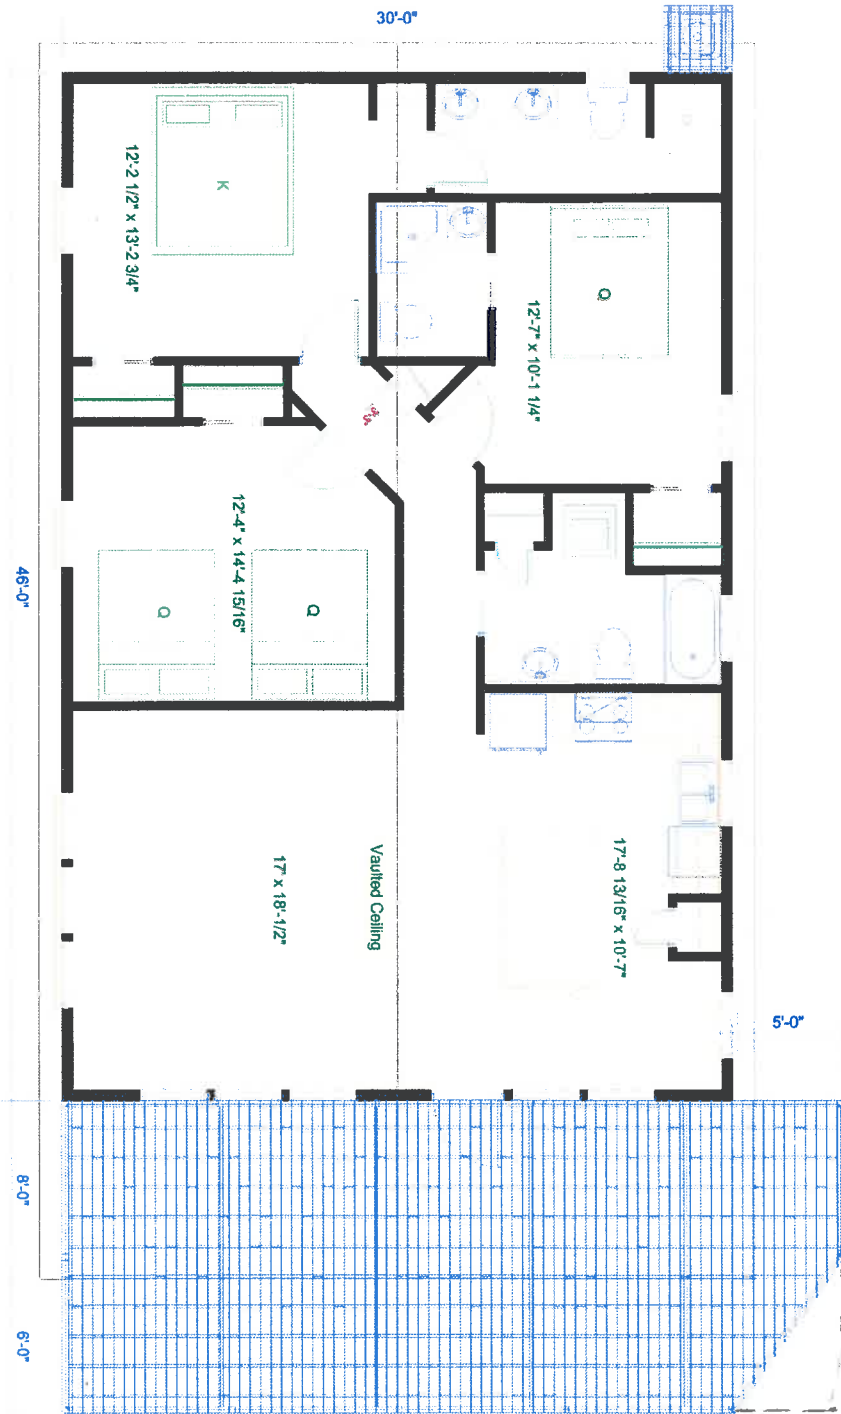 30'-0"
12'-2 1/2" x 13'-2 3/4"
K
Q
12'-7" x 10'-1 1/4"
12'-4" x 14'-4 15/16"
Q
Q
46'-0"
17' x 18'-1/2"
Vaulted Ceiling
17'-8 13/16" x 10'-7"
5'-0"
8'-0"
6'-0"